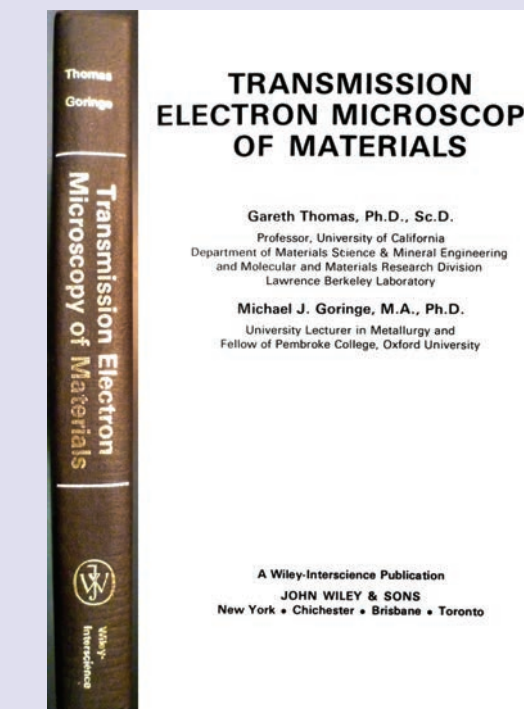 Thomas
Goringe
Transmission Electron
Microscopy of Materials
Wiley-
Interscience
TRANSMISSION
ELECTRON MICROSCOP
OF MATERIALS
Gareth Thomas, Ph.D., Sc.D.
Professor, University of California
Department of Materials Science & Mineral Engineering
and Molecular and Materials Research Division
Lawrence Berkeley Laboratory
Michael J. Goringe, M.A., Ph.D.
University Lecturer in Metallurgy and
Fellow of Pembroke College, Oxford University
A Wiley-Interscience Publication
JOHN WILEY & SONS
New York • Chichester • Brisbane • Toronto